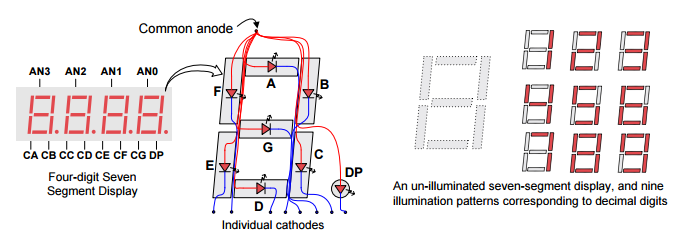 Common anode
AN3 AN2 AN1 AN0
CA CB CC CD CE CF CG DP
Four-digit Seven
Segment Display
A
F
B
G
E
C
DP
D
Individual cathodes
An un-illuminated seven-segment display, and nine
illumination patterns corresponding to decimal digits